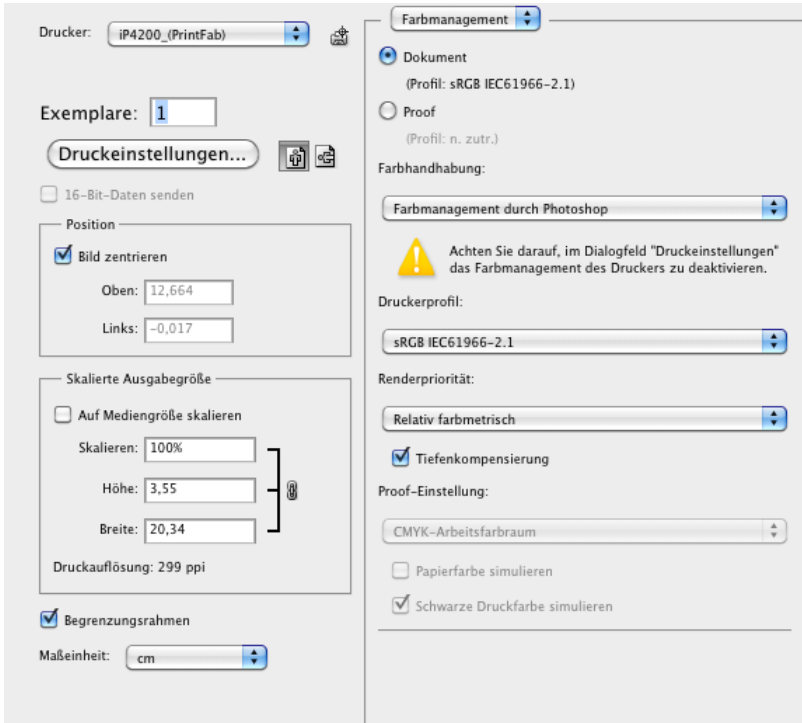 Drucker: iP4200_(PrintFab)
Exemplare: 1
Druckeinstellungen...
16-Bit-Daten senden
Position
Bild zentrieren
Oben: 12,664
Links: -0,017
Skalierte Ausgabegröße
Auf Mediengröße skalieren
Skalieren: 100%
Höhe: 3,55
Breite: 20,34
Druckauflösung: 299 ppi
Begrenzungsrahmen
Maßeinheit: cm
Farbmanagement
Dokument
(Profil: sRGB IEC61966-2.1)
Proof
(Profil: n. zutr.)
Farbhandhabung:
Farbmanagement durch Photoshop
Achten Sie darauf, im Dialogfeld "Druckeinstellungen"
das Farbmanagement des Druckers zu deaktivieren.
Druckerprofil:
sRGB IEC61966-2.1
Renderpriorität:
Relativ farbmetrisch
Tiefenkompensierung
Proof-Einstellung:
CMYK-Arbeitsfarbraum
Papierfarbe simulieren
Schwarze Druckfarbe simulieren